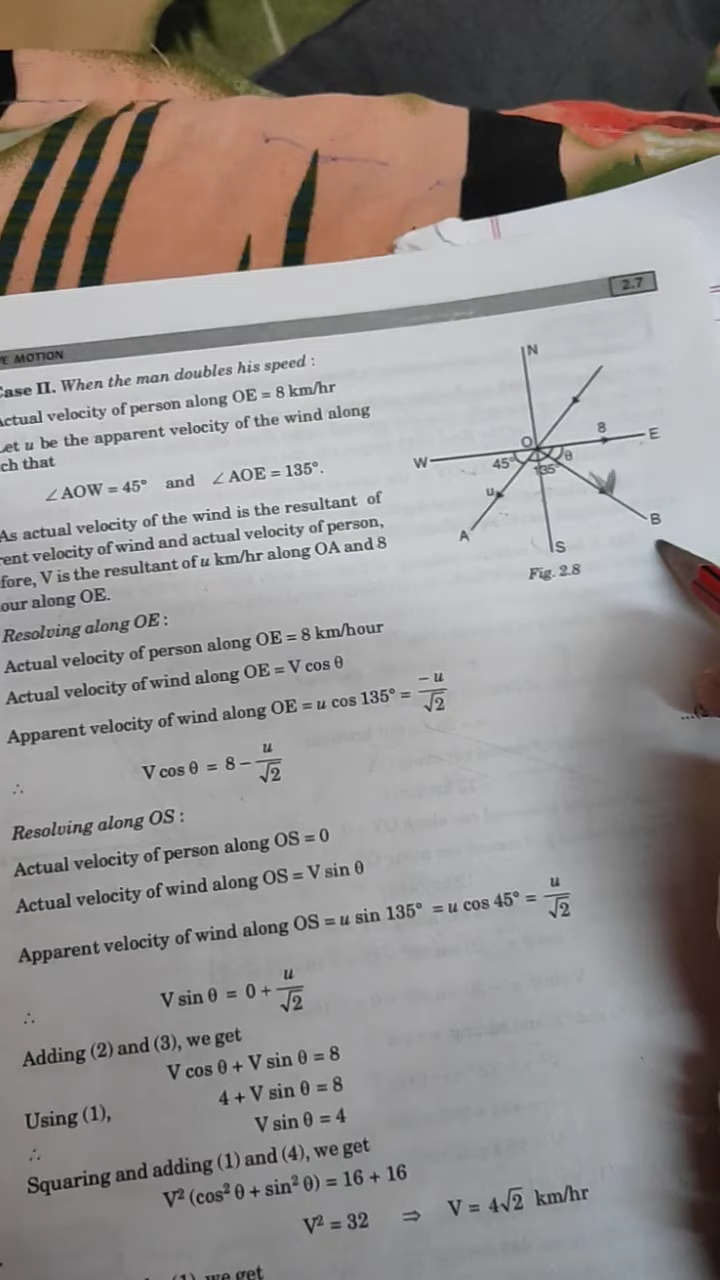 2.7
E MOTION
Case II. When the man doubles his speed :
Actual velocity of person along OE = 8 km/hr
Let u be the apparent velocity of the wind along
ch that
∠AOW = 45° and ∠AOE = 135°.
As actual velocity of the wind is the resultant of
rent velocity of wind and actual velocity of person,
fore, V is the resultant of u km/hr along OA and 8
our along OE.
N
O
8
E
W
45°
135°
θ
u
A
S
B
Fig. 2.8
Resolving along OE :
Actual velocity of person along OE = 8 km/hour
Actual velocity of wind along OE = V cos θ
Apparent velocity of wind along OE = u cos 135° = −u/√2
∴ V cos θ = 8 − u/√2
Resolving along OS :
Actual velocity of person along OS = 0
Actual velocity of wind along OS = V sin θ
Apparent velocity of wind along OS = u sin 135° = u cos 45° = u/√2
∴ V sin θ = 0 + u/√2
Adding (2) and (3), we get
V cos θ + V sin θ = 8
Using (1), 4 + V sin θ = 8
∴ V sin θ = 4
Squaring and adding (1) and (4), we get
V² (cos² θ + sin² θ) = 16 + 16
V² = 32 ⇒ V = 4√2 km/hr
(1), we get